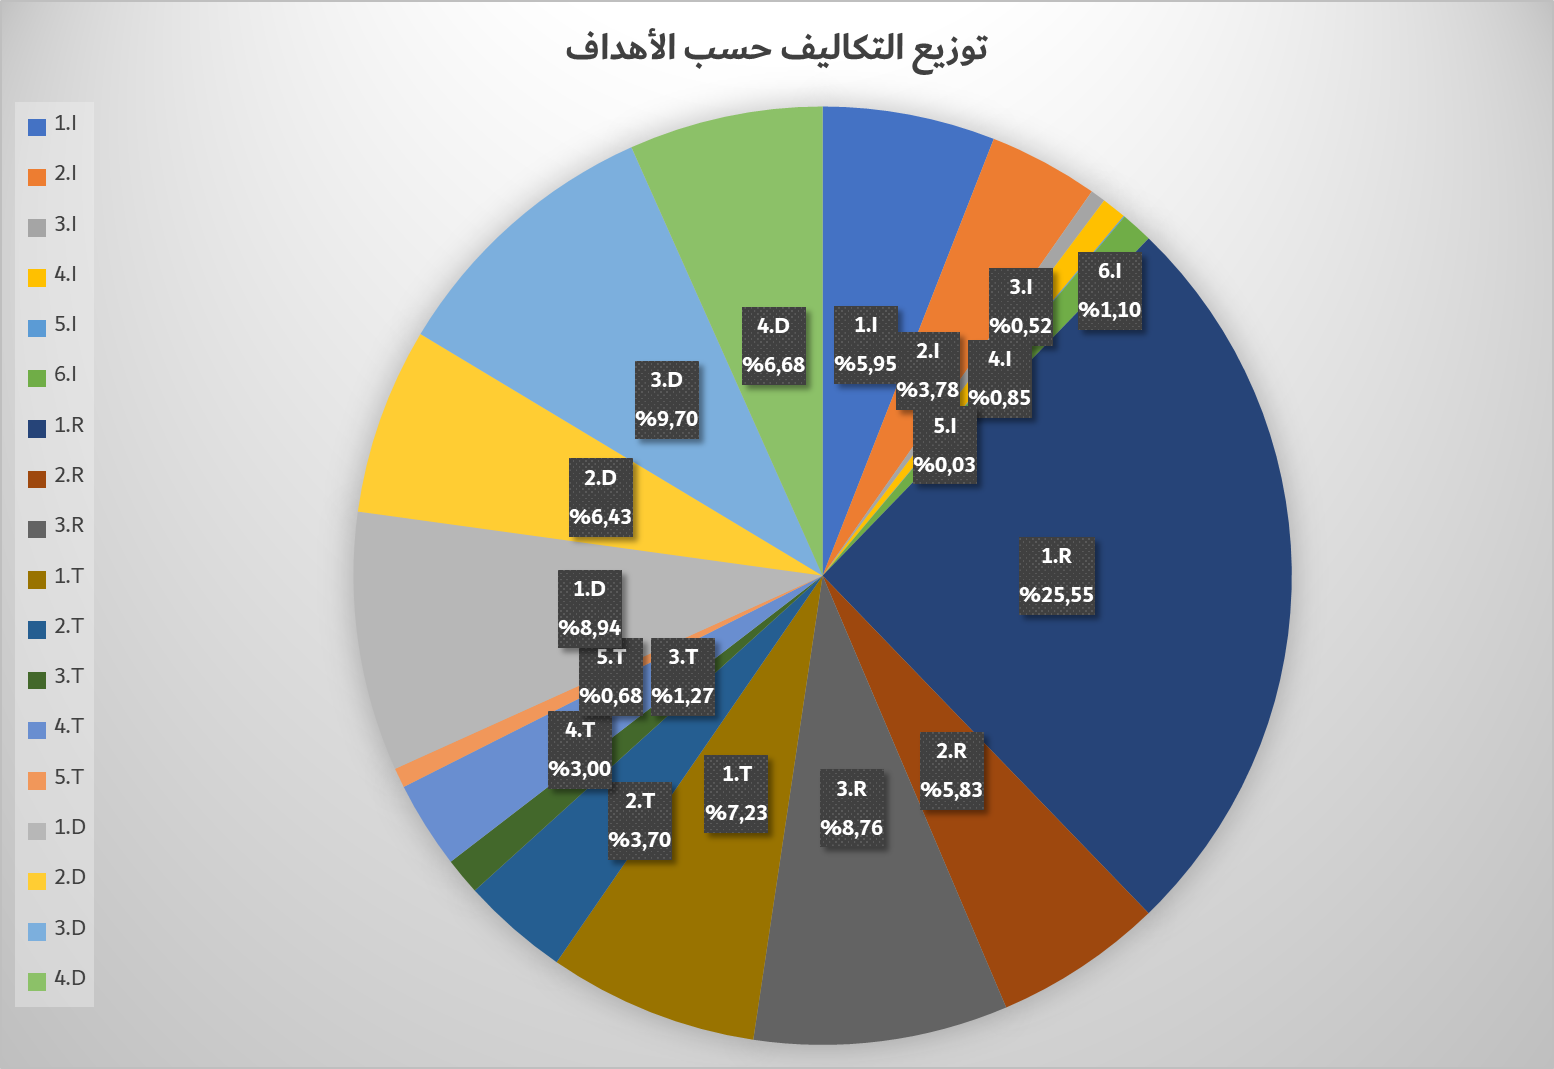 توزيع التكاليف حسب الأهداف
1.I
2.I
3.I
4.I
5.I
6.I
1.R
2.R
3.R
1.T
2.T
3.T
4.T
5.T
1.D
2.D
3.D
4.D
1.I
%5,95
2.I
%3,78
3.I
%0,52
4.I
%0,85
5.I
%0,03
6.I
%1,10
1.R
%25,55
2.R
%5,83
3.R
%8,76
1.T
%7,23
2.T
%3,70
3.T
%1,27
4.T
%3,00
5.T
%0,68
1.D
%8,94
2.D
%6,43
3.D
%9,70
4.D
%6,68